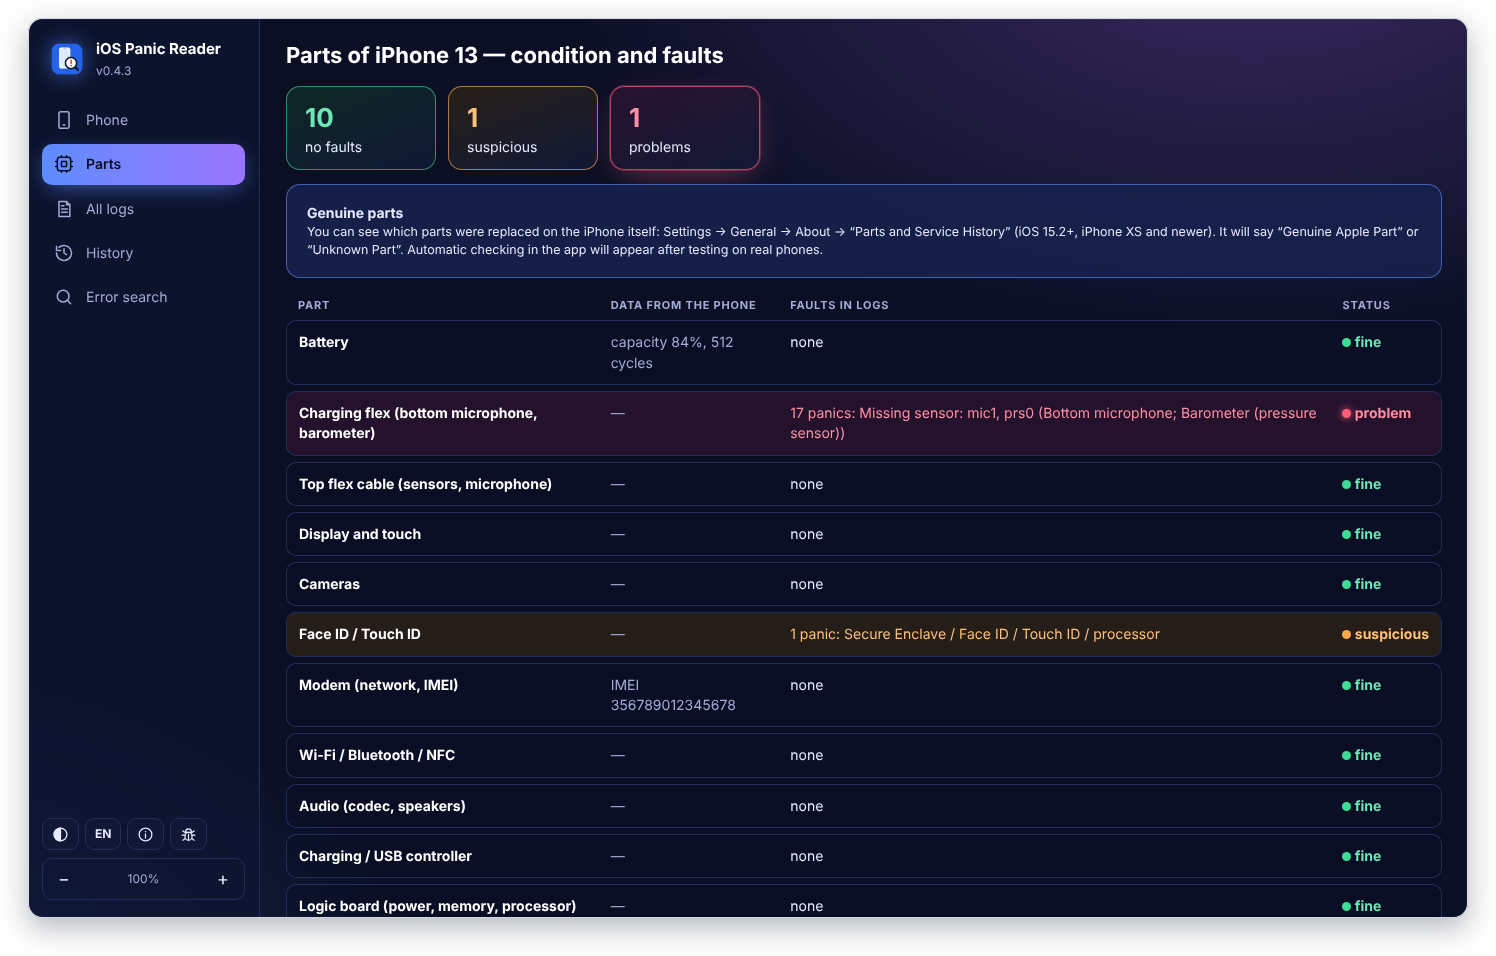 iOS Panic Reader
v0.4.3
Phone
Parts
All logs
History
Error search
EN
− 100% +
Parts of iPhone 13 — condition and faults
10
no faults
1
suspicious
1
problems
Genuine parts
You can see which parts were replaced on the iPhone itself: Settings → General → About → “Parts and Service History” (iOS 15.2+, iPhone XS and newer). It will say “Genuine Apple Part” or
“Unknown Part”. Automatic checking in the app will appear after testing on real phones.
PART DATA FROM THE PHONE FAULTS IN LOGS STATUS
Battery capacity 84%, 512 none fine
cycles
Charging flex (bottom microphone, — 17 panics: Missing sensor: mic1, prs0 (Bottom microphone; Barometer (pressure problem
barometer) sensor))
Top flex cable (sensors, microphone) — none fine
Display and touch — none fine
Cameras — none fine
Face ID / Touch ID — 1 panic: Secure Enclave / Face ID / Touch ID / processor suspicious
Modem (network, IMEI) IMEI none fine
356789012345678
Wi-Fi / Bluetooth / NFC — none fine
Audio (codec, speakers) — none fine
Charging / USB controller — none fine
Logic board (power, memory, processor) — none fine